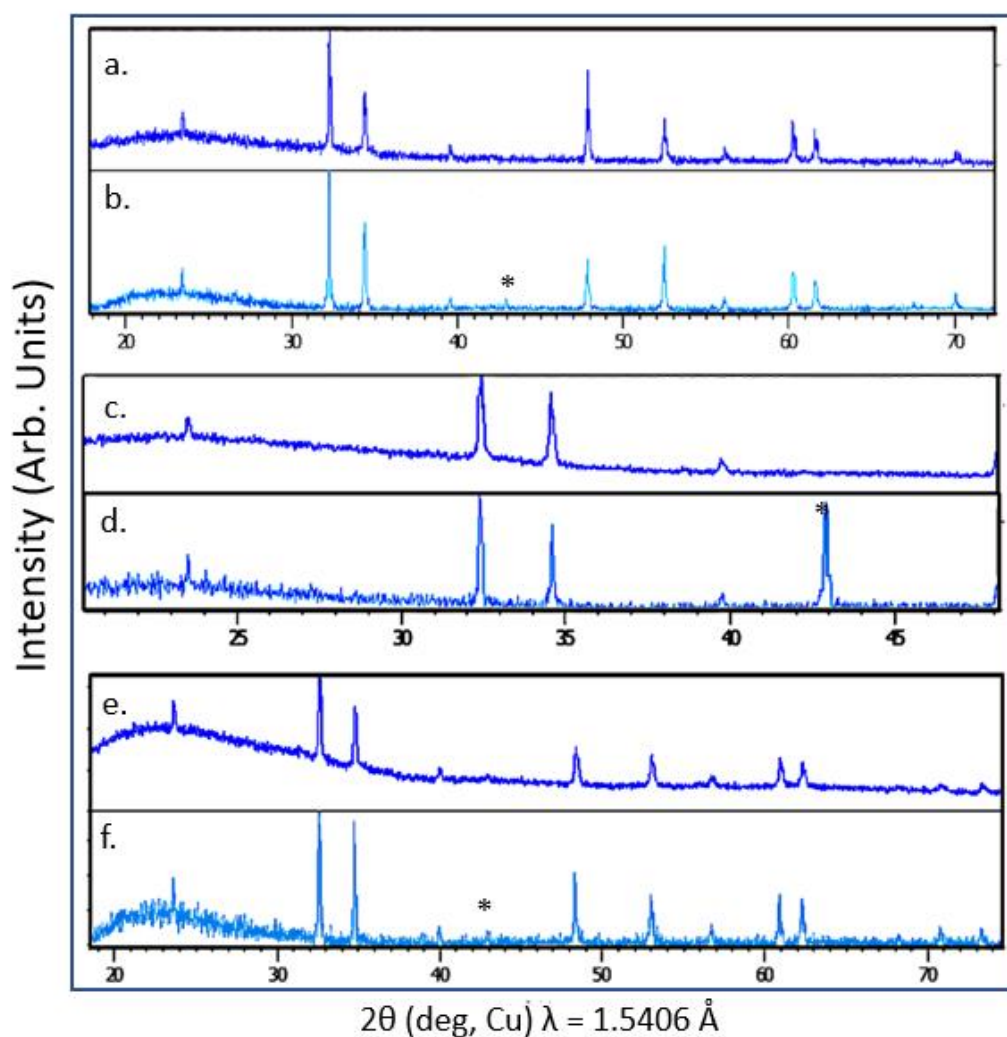 Intensity (Arb. Units)
a.
b.
*
20 30 40 50 60 70
c.
d.
*
25 30 35 40 45
e.
f.
*
20 30 40 50 60 70
2θ (deg, Cu) λ = 1.5406 Å